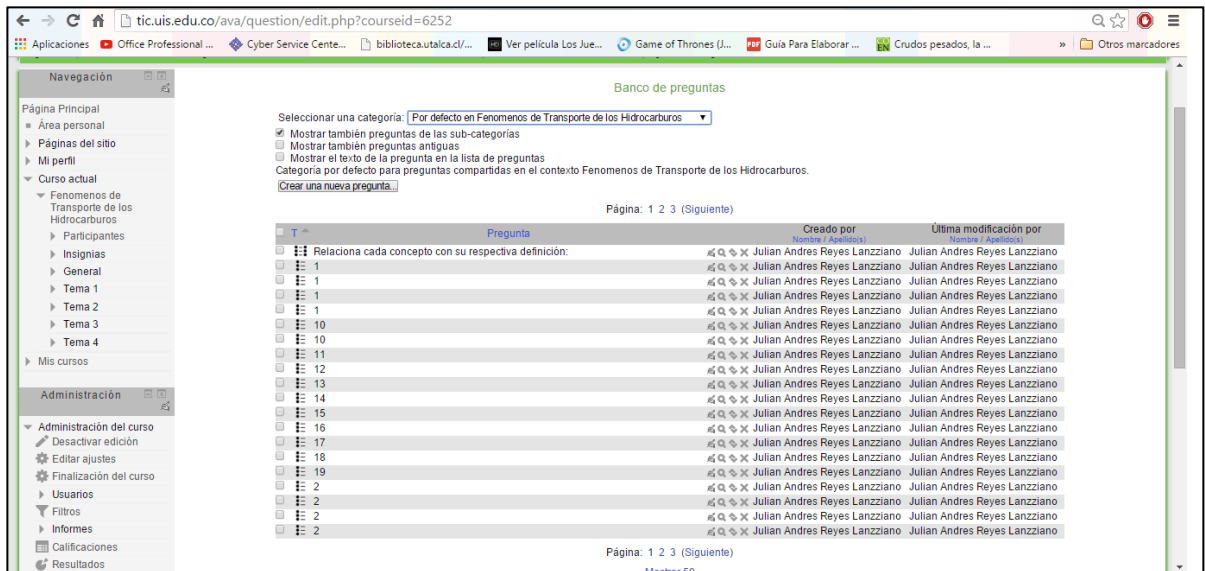 tic.uis.edu.co/ava/question/edit.php?courseid=6252
Aplicaciones Office Professional ... Cyber Service Cente... biblioteca.utalca.cl/... Ver película Los Jue... Game of Thrones (J... Guía Para Elaborar ... Crudos pesados, la ... » Otros marcadores
Navegación
Página Principal
Área personal
Páginas del sitio
Mi perfil
Curso actual
Fenomenos de
Transporte de los
Hidrocarburos
Participantes
Insignias
General
Tema 1
Tema 2
Tema 3
Tema 4
Mis cursos
Administración
Administración del curso
Desactivar edición
Editar ajustes
Finalización del curso
Usuarios
Filtros
Informes
Calificaciones
Resultados
Banco de preguntas
Seleccionar una categoría: Por defecto en Fenomenos de Transporte de los Hidrocarburos
Mostrar también preguntas de las sub-categorías
Mostrar también preguntas antiguas
Mostrar el texto de la pregunta en la lista de preguntas
Categoría por defecto para preguntas compartidas en el contexto Fenomenos de Transporte de los Hidrocarburos.
Crear una nueva pregunta...
Página: 1 2 3 (Siguiente)
T Pregunta Creado por Última modificación por
Nombre / Apellido(s) Nombre / Apellido(s)
Relaciona cada concepto con su respectiva definición: Julian Andres Reyes Lanzziano Julian Andres Reyes Lanzziano
1 Julian Andres Reyes Lanzziano Julian Andres Reyes Lanzziano
1 Julian Andres Reyes Lanzziano Julian Andres Reyes Lanzziano
1 Julian Andres Reyes Lanzziano Julian Andres Reyes Lanzziano
1 Julian Andres Reyes Lanzziano Julian Andres Reyes Lanzziano
10 Julian Andres Reyes Lanzziano Julian Andres Reyes Lanzziano
10 Julian Andres Reyes Lanzziano Julian Andres Reyes Lanzziano
11 Julian Andres Reyes Lanzziano Julian Andres Reyes Lanzziano
12 Julian Andres Reyes Lanzziano Julian Andres Reyes Lanzziano
13 Julian Andres Reyes Lanzziano Julian Andres Reyes Lanzziano
14 Julian Andres Reyes Lanzziano Julian Andres Reyes Lanzziano
15 Julian Andres Reyes Lanzziano Julian Andres Reyes Lanzziano
16 Julian Andres Reyes Lanzziano Julian Andres Reyes Lanzziano
17 Julian Andres Reyes Lanzziano Julian Andres Reyes Lanzziano
18 Julian Andres Reyes Lanzziano Julian Andres Reyes Lanzziano
19 Julian Andres Reyes Lanzziano Julian Andres Reyes Lanzziano
2 Julian Andres Reyes Lanzziano Julian Andres Reyes Lanzziano
2 Julian Andres Reyes Lanzziano Julian Andres Reyes Lanzziano
2 Julian Andres Reyes Lanzziano Julian Andres Reyes Lanzziano
2 Julian Andres Reyes Lanzziano Julian Andres Reyes Lanzziano
Página: 1 2 3 (Siguiente)